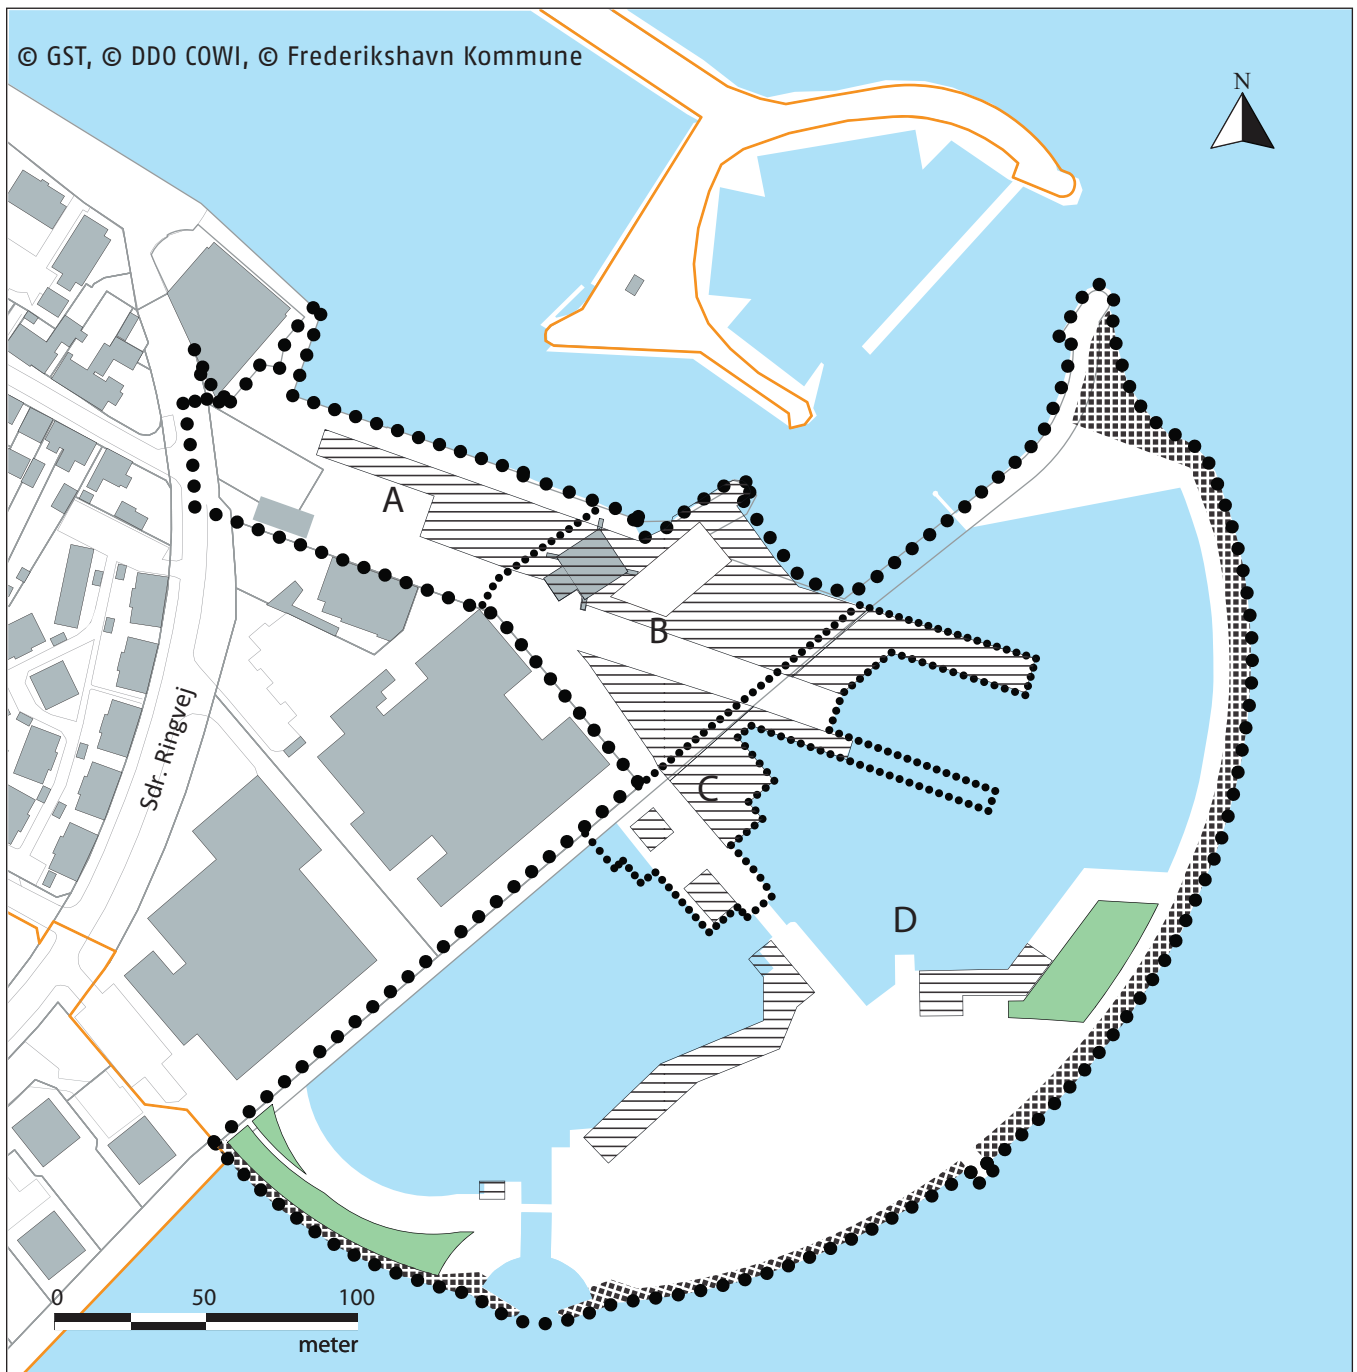 © GST, © DDO COWI, © Frederikshavn Kommune
N
A
B
Sdr. Ringvej
C
D
0 50 100
meter